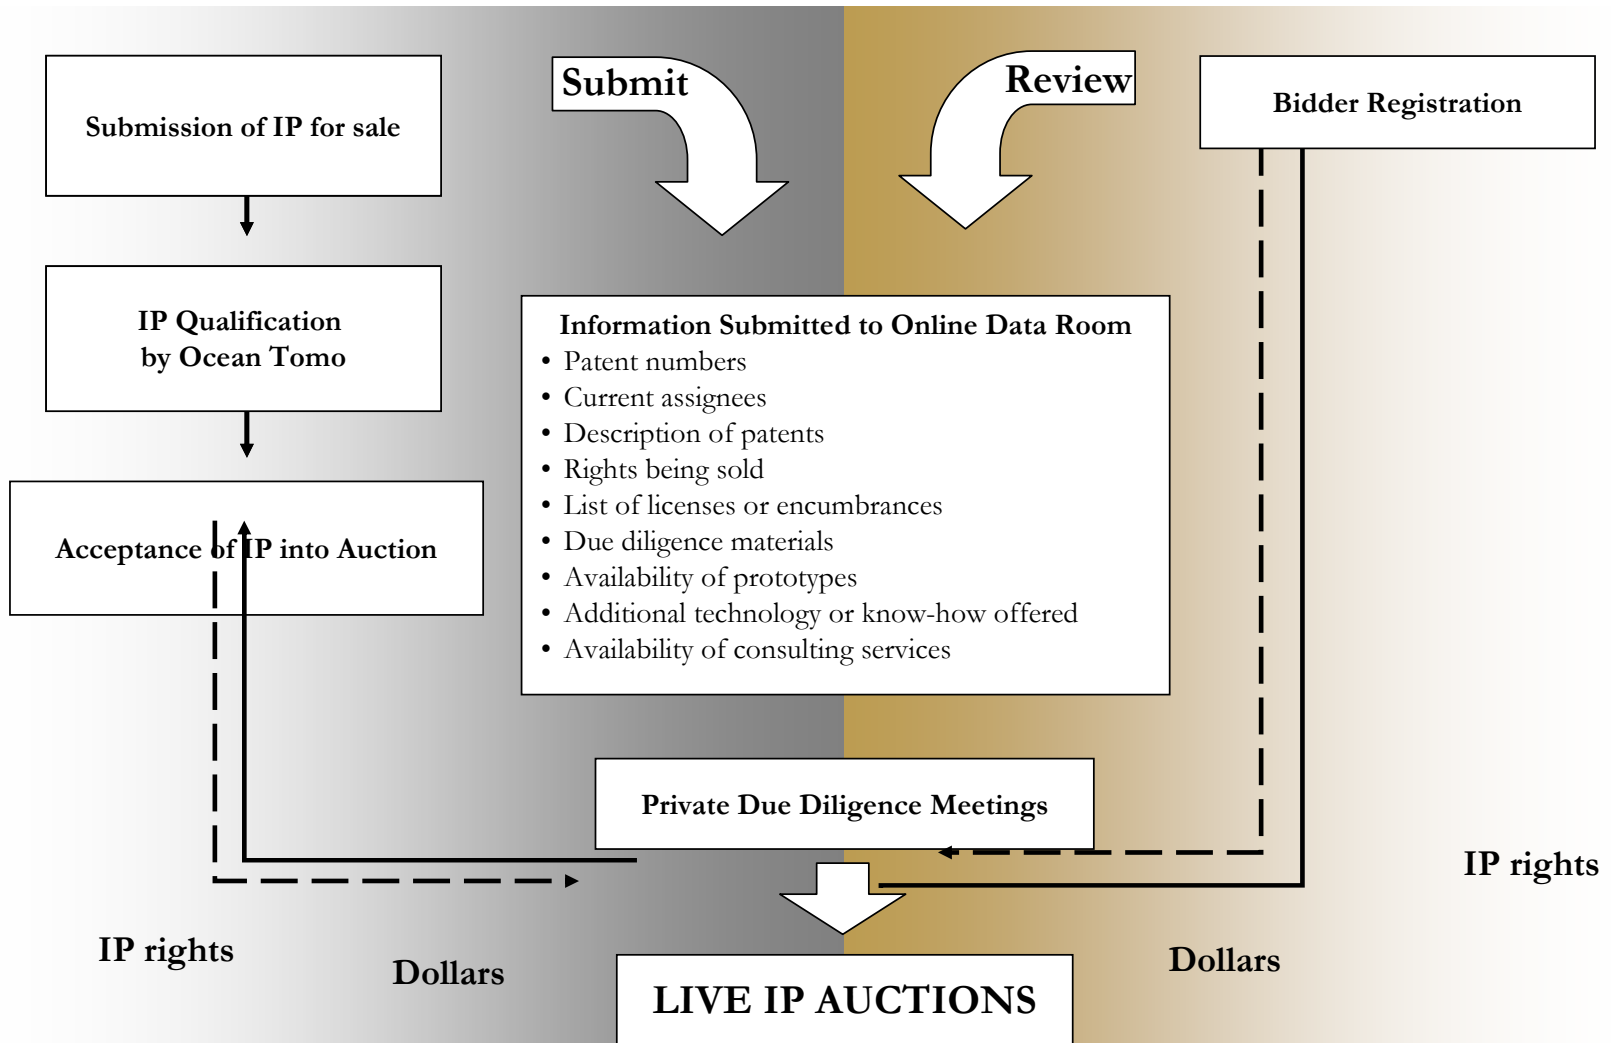 Submit
Review
Submission of IP for sale
Bidder Registration
IP Qualification
by Ocean Tomo
Information Submitted to Online Data Room
• Patent numbers
• Current assignees
• Description of patents
• Rights being sold
• List of licenses or encumbrances
• Due diligence materials
• Availability of prototypes
• Additional technology or know-how offered
• Availability of consulting services
Acceptance of IP into Auction
Private Due Diligence Meetings
IP rights
IP rights
Dollars
Dollars
LIVE IP AUCTIONS